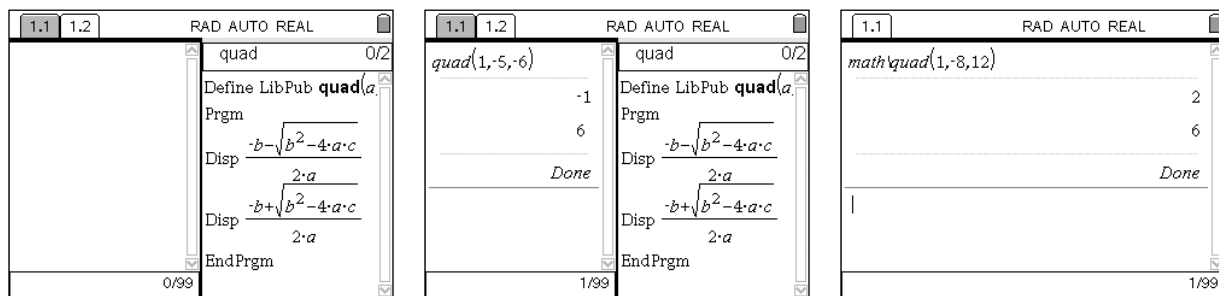 1.1 1.2 RAD AUTO REAL
quad 0/2
Define LibPub quad(a,
Prgm
Disp (-b-√(b²-4·a·c))/(2·a)
Disp (-b+√(b²-4·a·c))/(2·a)
EndPrgm
0/99
1.1 1.2 RAD AUTO REAL
quad(1,-5,-6)
-1
6
Done
1/99
quad 0/2
Define LibPub quad(a,
Prgm
Disp (-b-√(b²-4·a·c))/(2·a)
Disp (-b+√(b²-4·a·c))/(2·a)
EndPrgm
1.1 RAD AUTO REAL
math\quad(1,-8,12)
2
6
Done
1/99